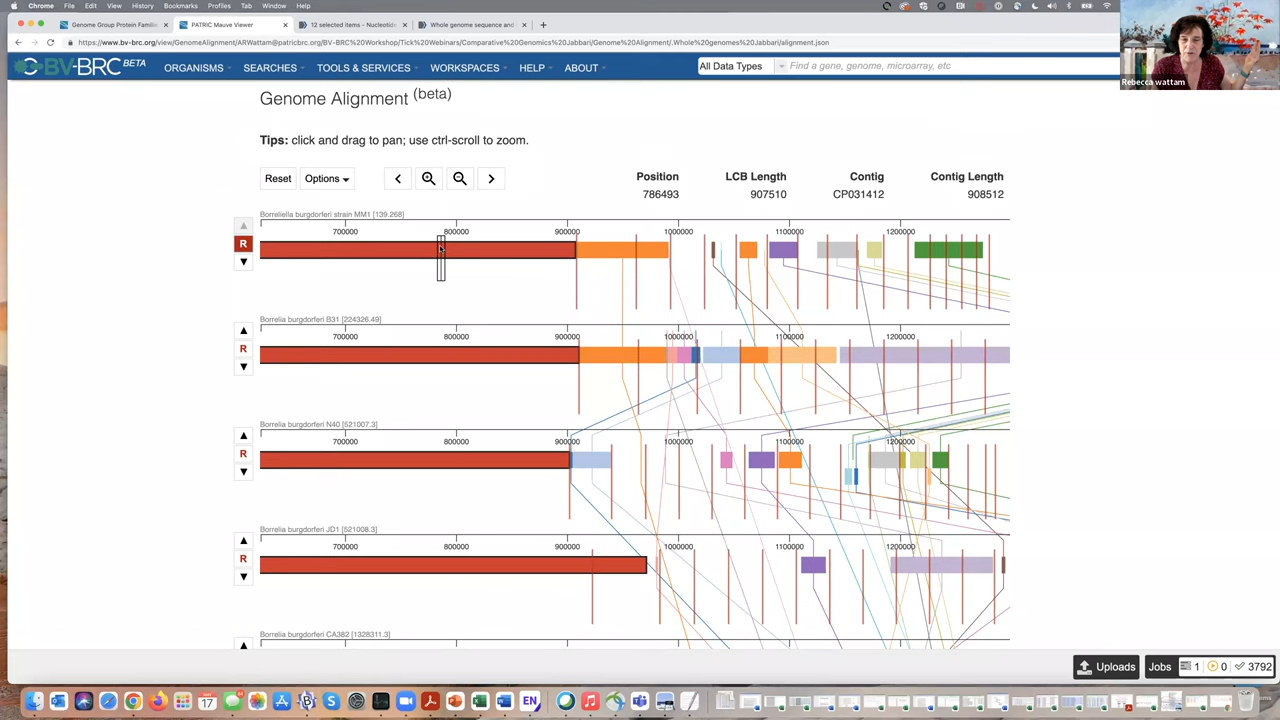 Chrome File Edit View History Bookmarks Profiles Tab Window Help
Genome Group Protein Familie × PATRIC Mauve Viewer × 12 selected items - Nucleotide × Whole genome sequence and × +
https://www.bv-brc.org/view/GenomeAlignment/ARWattam@patricbrc.org/BV-BRC%20Workshop/Tick%20Webinars/Comparative%20Genomics%20Jabbari/Genome%20Alignment/.Whole%20genomes%20Jabbari/alignment.json
BV-BRC BETA ORGANISMS SEARCHES TOOLS & SERVICES WORKSPACES HELP ABOUT All Data Types Find a gene, genome, microarray, etc
Rebecca wattam
Genome Alignment (beta)
Tips: click and drag to pan; use ctrl-scroll to zoom.
Reset Options < > Position LCB Length Contig Contig Length
786493 907510 CP031412 908512
Borreliella burgdorferi strain MM1 [139.268]
700000 800000 900000 1000000 1100000 1200000
R
Borrelia burgdorferi B31 [224326.49]
700000 800000 900000 1000000 1100000 1200000
R
Borrelia burgdorferi N40 [521007.3]
700000 800000 900000 1000000 1100000 1200000
R
Borrelia burgdorferi JD1 [521008.3]
700000 800000 900000 1000000 1100000 1200000
R
Borrelia burgdorferi CA382 [1328311.3]
Uploads Jobs 1 0 3792
17 EN